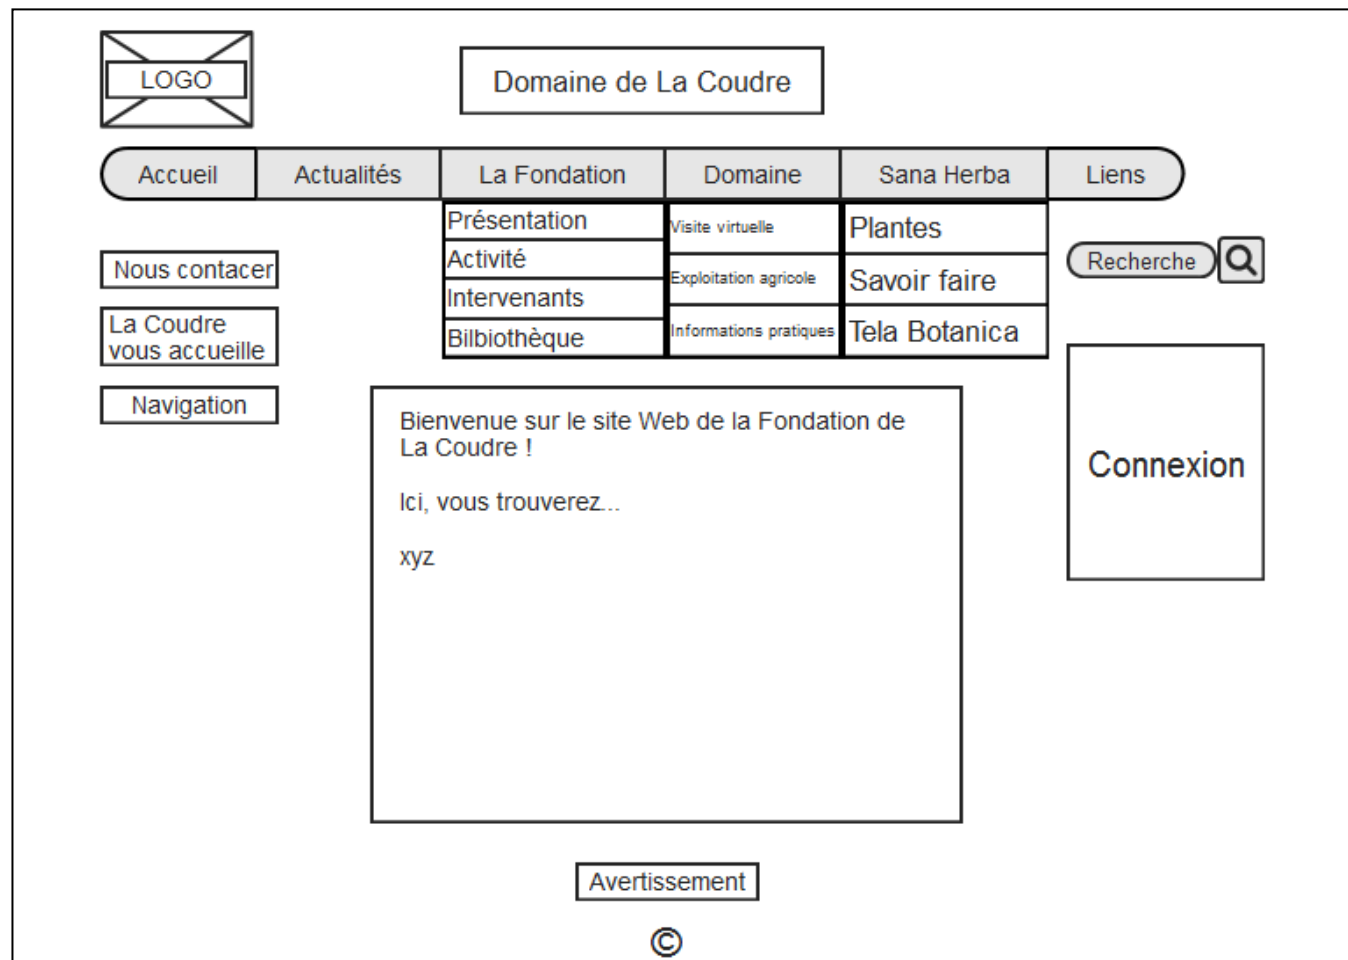 LOGO
Domaine de La Coudre
Accueil
Actualités
La Fondation
Domaine
Sana Herba
Liens
Présentation
Activité
Intervenants
Bilbiothèque
Visite virtuelle
Exploitation agricole
Informations pratiques
Plantes
Savoir faire
Tela Botanica
Nous contacer
La Coudre
vous accueille
Navigation
Recherche
Connexion
Bienvenue sur le site Web de la Fondation de
La Coudre !
Ici, vous trouverez...
xyz
Avertissement
©